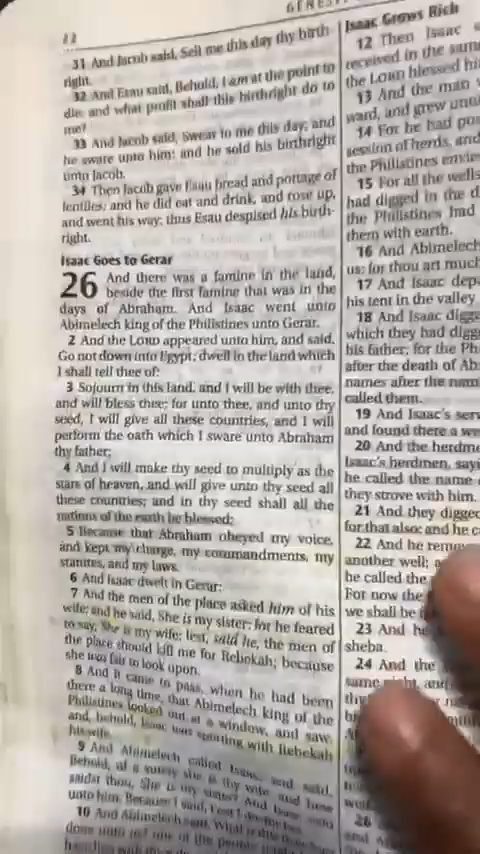 22
GENESIS
31 And Jacob said, Sell me this day thy birth-
right.
32 And Esau said, Behold, I am at the point to
die: and what profit shall this birthright do to
me?
33 And Jacob said, Swear to me this day; and
he sware unto him: and he sold his birthright
unto Jacob.
34 Then Jacob gave Esau bread and pottage of
lentiles; and he did eat and drink, and rose up,
and went his way: thus Esau despised his birth-
right.
Isaac Goes to Gerar
26 And there was a famine in the land,
beside the first famine that was in the
days of Abraham. And Isaac went unto
Abimelech king of the Philistines unto Gerar.
2 And the LORD appeared unto him, and said,
Go not down into Egypt; dwell in the land which
I shall tell thee of:
3 Sojourn in this land, and I will be with thee,
and will bless thee; for unto thee, and unto thy
seed, I will give all these countries, and I will
perform the oath which I sware unto Abraham
thy father;
4 And I will make thy seed to multiply as the
stars of heaven, and will give unto thy seed all
these countries; and in thy seed shall all the
nations of the earth be blessed;
5 Because that Abraham obeyed my voice,
and kept my charge, my commandments, my
statutes, and my laws.
6 And Isaac dwelt in Gerar:
7 And the men of the place asked him of his
wife; and he said, She is my sister: for he feared
to say, She is my wife; lest, said he, the men of
the place should kill me for Rebekah; because
she was fair to look upon.
8 And it came to pass, when he had been
there a long time, that Abimelech king of the
Philistines looked out at a window, and saw,
and, behold, Isaac was sporting with Rebekah
his wife.
9 And Abimelech called Isaac, and said,
Behold, of a surety she is thy wife: and how
saidst thou, She is my sister? And Isaac said
unto him, Because I said, Lest I die for her.
10 And Abimelech said, What is this thou hast
done unto us? one of the people might
Isaac Grows Rich
12 Then Isaac
received in the same
the LORD blessed
13 And the man
ward, and grew
14 For he had
session of herds, and
the Philistines
15 For all the wells
had digged in the
the Philistines had
them with earth.
16 And Abimelech
us; for thou art much
17 And Isaac
his tent in the valley
18 And Isaac
which they had
his father; for the
after the death of
names after the
called them.
19 And Isaac's
and found there a
20 And the
Isaac's herdmen,
he called the name
they strove with him.
21 And they digged
for that also: and he
22 And he
another well;
he called the
For now the
we shall be
23 And he
sheba.
24 And the
same night, and